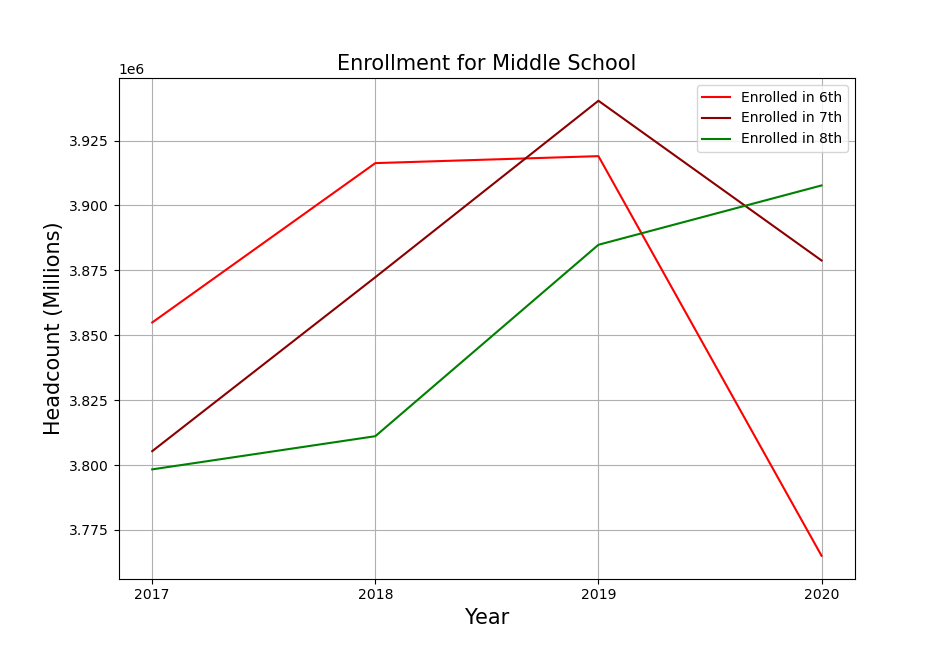 Enrollment for Middle School
1e6
Enrolled in 6th
Enrolled in 7th
Enrolled in 8th
3.925
3.900
3.875
3.850
3.825
3.800
3.775
Headcount (Millions)
2017
2018
2019
2020
Year